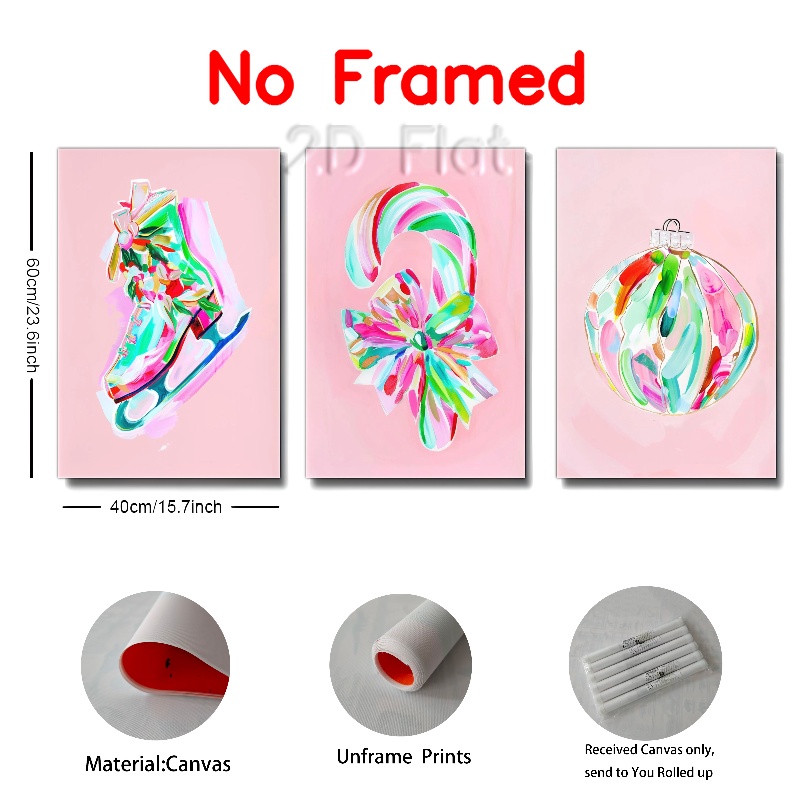 No Framed
2D Flat
60cm/23.6inch
40cm/15.7inch
Material:Canvas
Unframe Prints
Received Canvas only,
send to You Rolled up